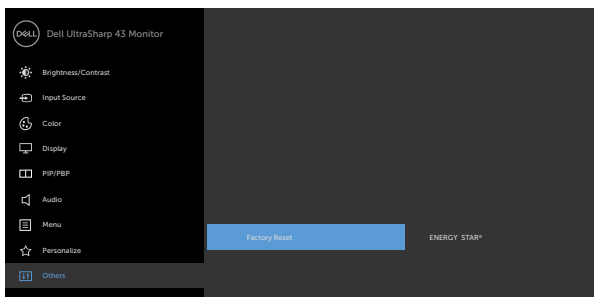 DELL
Dell UltraSharp 43 Monitor
Brightness/Contrast
Input Source
Color
Display
PIP/PBP
Audio
Menu
Personalize
Others
Factory Reset
ENERGY STAR®